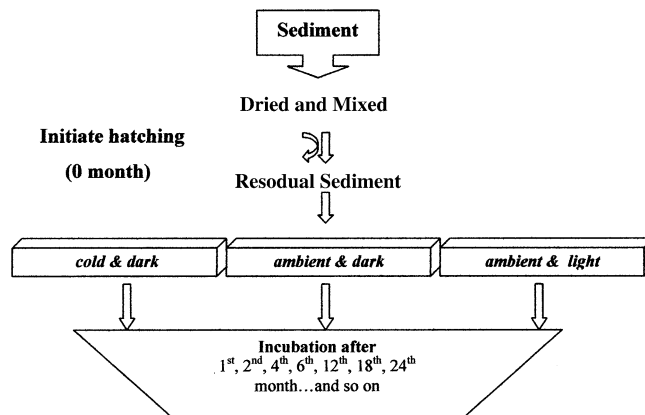 Sediment
Dried and Mixed
Initiate hatching
(0 month)
Resodual Sediment
cold & dark
ambient & dark
ambient & light
Incubation after
1st, 2nd, 4th, 6th, 12th, 18th, 24th
month...and so on